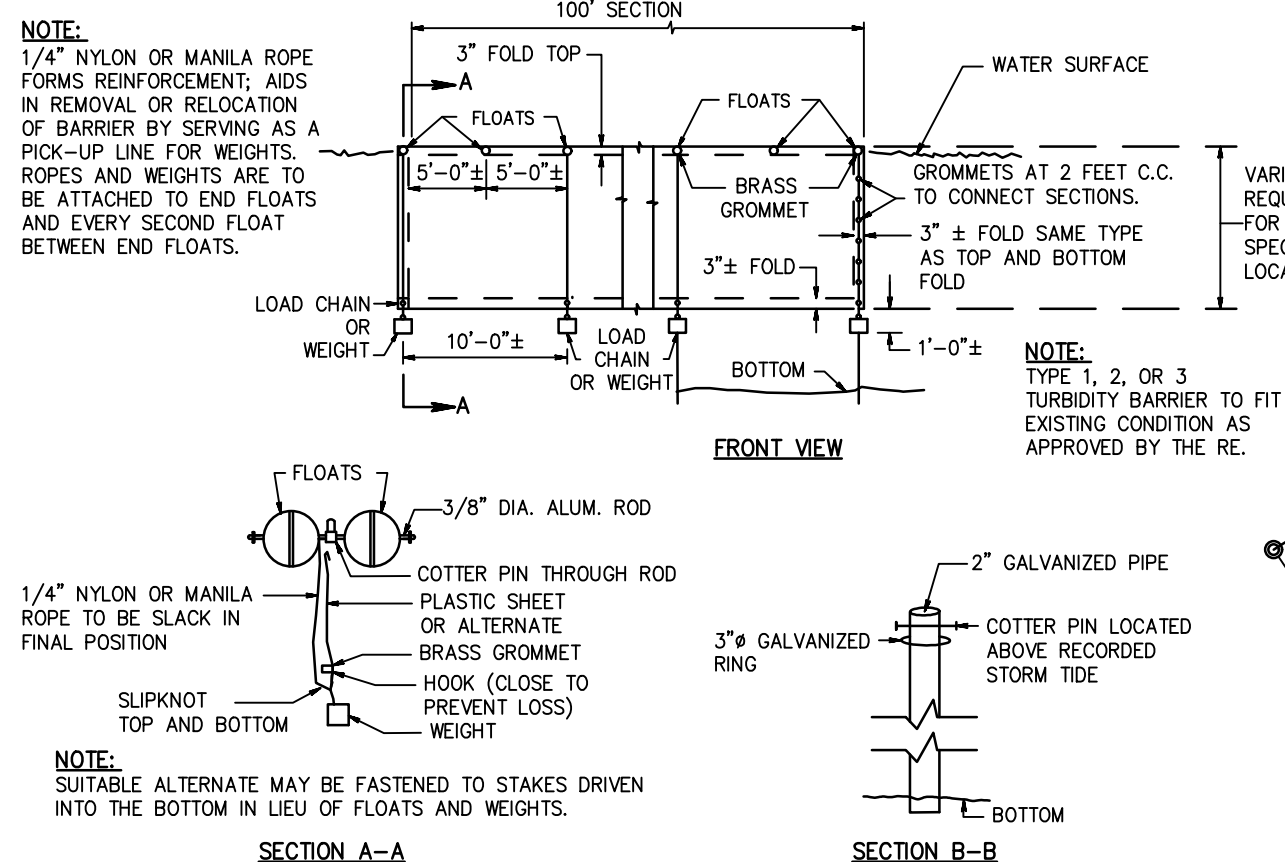 NOTE:
1/4" NYLON OR MANILA ROPE
FORMS REINFORCEMENT; AIDS
IN REMOVAL OR RELOCATION
OF BARRIER BY SERVING AS A
PICK-UP LINE FOR WEIGHTS.
ROPES AND WEIGHTS ARE TO
BE ATTACHED TO END FLOATS
AND EVERY SECOND FLOAT
BETWEEN END FLOATS.
100' SECTION
3" FOLD TOP
A
FLOATS
FLOATS
WATER SURFACE
5'-0"±
5'-0"±
BRASS
GROMMET
GROMMETS AT 2 FEET C.C.
TO CONNECT SECTIONS.
3" ± FOLD SAME TYPE
AS TOP AND BOTTOM
FOLD
3"± FOLD
LOAD CHAIN
OR
WEIGHT
10'-0"±
LOAD
CHAIN
OR WEIGHT
1'-0"±
BOTTOM
A
FOR
NOTE:
TYPE 1, 2, OR 3
TURBIDITY BARRIER TO FIT
EXISTING CONDITION AS
APPROVED BY THE RE.
FRONT VIEW
FLOATS
3/8" DIA. ALUM. ROD
COTTER PIN THROUGH ROD
1/4" NYLON OR MANILA
ROPE TO BE SLACK IN
FINAL POSITION
PLASTIC SHEET
OR ALTERNATE
BRASS GROMMET
HOOK (CLOSE TO
PREVENT LOSS)
SLIPKNOT
TOP AND BOTTOM
WEIGHT
NOTE:
SUITABLE ALTERNATE MAY BE FASTENED TO STAKES DRIVEN
INTO THE BOTTOM IN LIEU OF FLOATS AND WEIGHTS.
SECTION A-A
2" GALVANIZED PIPE
3"ø GALVANIZED
RING
COTTER PIN LOCATED
ABOVE RECORDED
STORM TIDE
BOTTOM
SECTION B-B